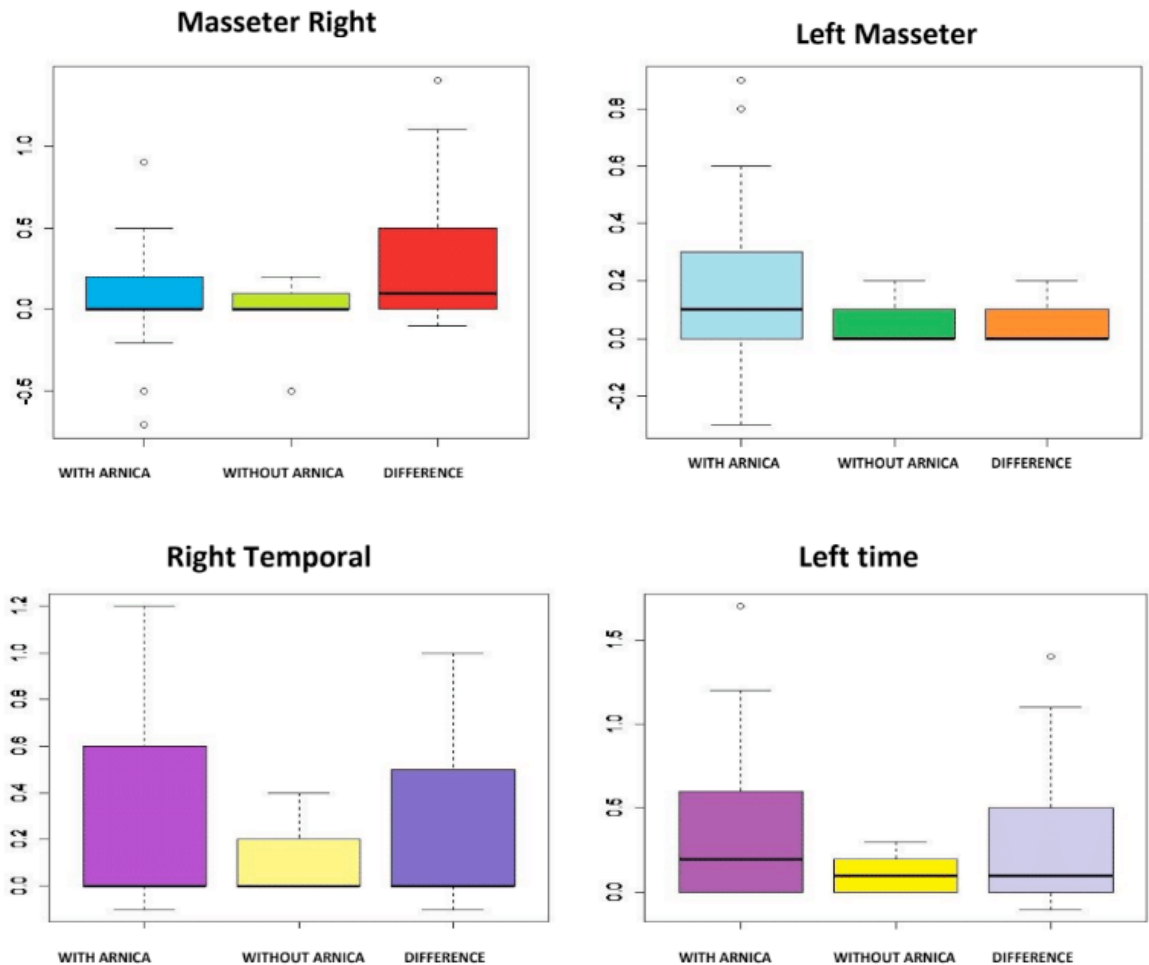 Masseter Right
1.0
0.5
0.0
-0.5
WITH ARNICA WITHOUT ARNICA DIFFERENCE
Left Masseter
0.8
0.6
0.4
0.2
0.0
-0.2
WITH ARNICA WITHOUT ARNICA DIFFERENCE
Right Temporal
1.2
1.0
0.8
0.6
0.4
0.2
0.0
WITH ARNICA WITHOUT ARNICA DIFFERENCE
Left time
1.5
1.0
0.5
0.0
WITH ARNICA WITHOUT ARNICA DIFFERENCE